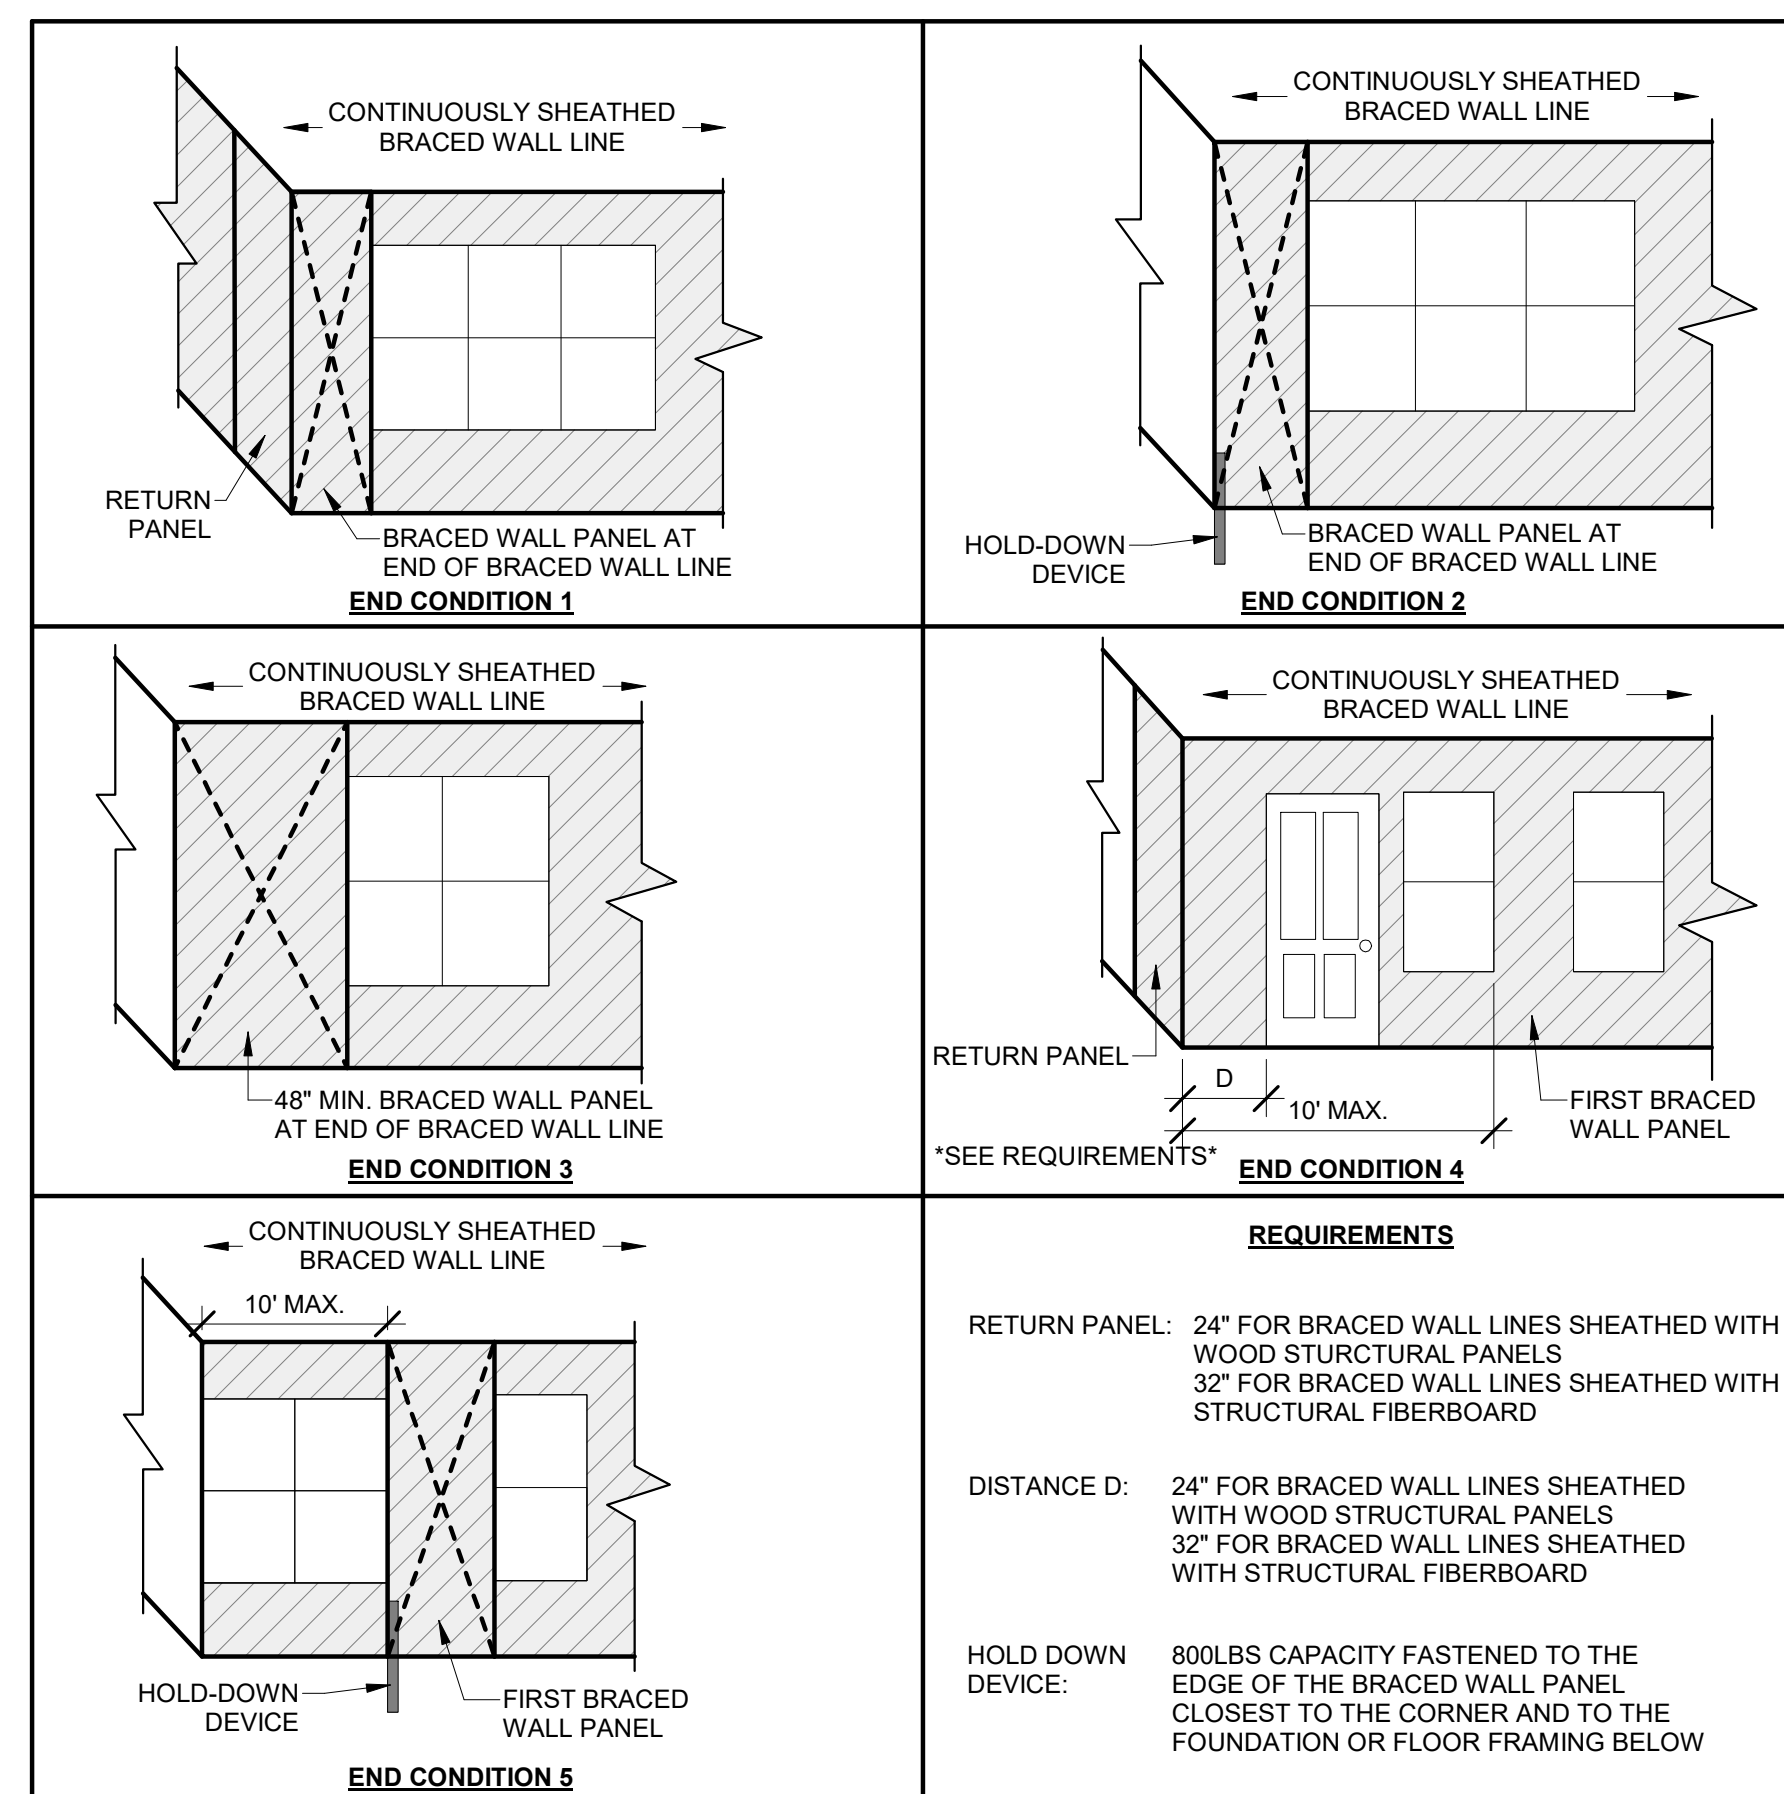 CONTINUOUSLY SHEATHED
BRACED WALL LINE
RETURN
PANEL
BRACED WALL PANEL AT
END OF BRACED WALL LINE
END CONDITION 1
CONTINUOUSLY SHEATHED
BRACED WALL LINE
HOLD-DOWN
DEVICE
BRACED WALL PANEL AT
END OF BRACED WALL LINE
END CONDITION 2
CONTINUOUSLY SHEATHED
BRACED WALL LINE
48" MIN. BRACED WALL PANEL
AT END OF BRACED WALL LINE
END CONDITION 3
CONTINUOUSLY SHEATHED
BRACED WALL LINE
RETURN PANEL
D
10' MAX.
FIRST BRACED
WALL PANEL
*SEE REQUIREMENTS*
END CONDITION 4
CONTINUOUSLY SHEATHED
BRACED WALL LINE
10' MAX.
HOLD-DOWN
DEVICE
FIRST BRACED
WALL PANEL
END CONDITION 5
REQUIREMENTS
RETURN PANEL: 24" FOR BRACED WALL LINES SHEATHED WITH
WOOD STURCTURAL PANELS
32" FOR BRACED WALL LINES SHEATHED WITH
STRUCTURAL FIBERBOARD
DISTANCE D: 24" FOR BRACED WALL LINES SHEATHED
WITH WOOD STRUCTURAL PANELS
32" FOR BRACED WALL LINES SHEATHED
WITH STRUCTURAL FIBERBOARD
HOLD DOWN 800LBS CAPACITY FASTENED TO THE
DEVICE: EDGE OF THE BRACED WALL PANEL
CLOSEST TO THE CORNER AND TO THE
FOUNDATION OR FLOOR FRAMING BELOW